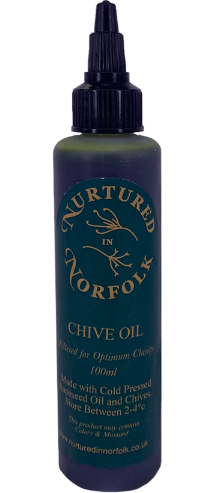 NURTURED
IN
NORFOLK
CHIVE OIL
Filtered for Optimum Clarity
100ml
Made with Cold Pressed
Rapeseed Oil and Chives.
Store Between 2-4°c
This product may contain
Celery & Mustard
www.nurturedinnorfolk.co.uk